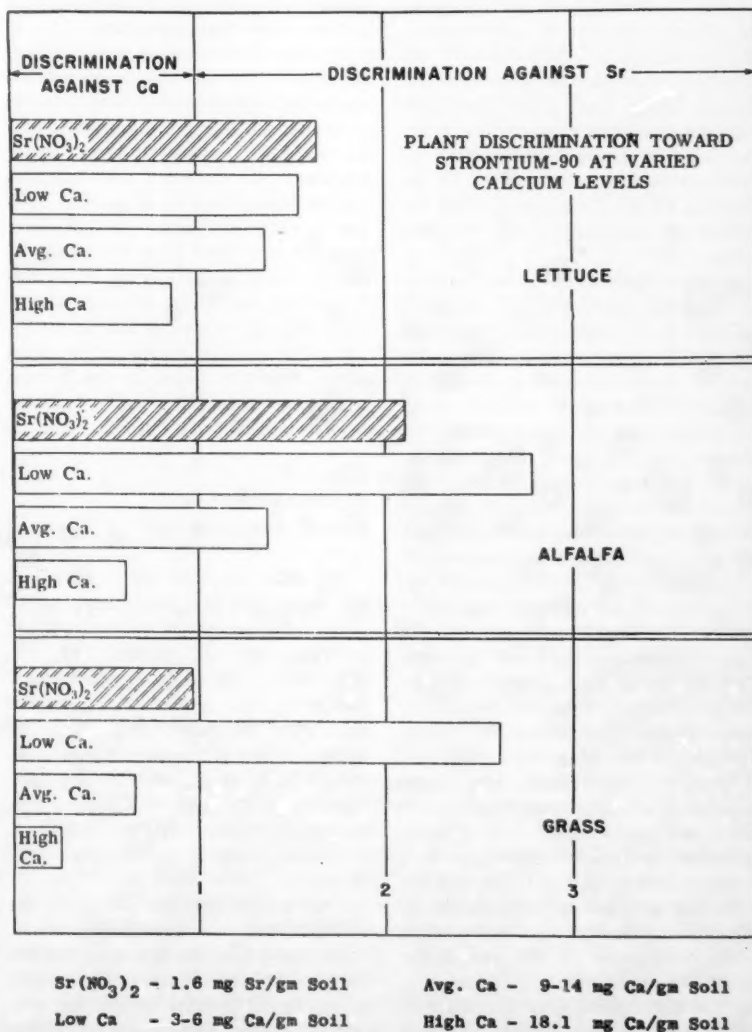 DISCRIMINATION AGAINST Ca
DISCRIMINATION AGAINST Sr
PLANT DISCRIMINATION TOWARD
STRONTIUM-90 AT VARIED
CALCIUM LEVELS
Sr(NO₃)₂
Low Ca.
Avg. Ca.
High Ca
LETTUCE
Sr(NO₃)₂
Low Ca.
Avg. Ca.
High Ca.
ALFALFA
Sr(NO₃)₂
Low Ca.
Avg. Ca.
High
Ca.
GRASS
1 2 3
Sr(NO₃)₂ - 1.6 mg Sr/gm Soil
Low Ca - 3-6 mg Ca/gm Soil
Avg. Ca - 9-14 mg Ca/gm Soil
High Ca - 18.1 mg Ca/gm Soil